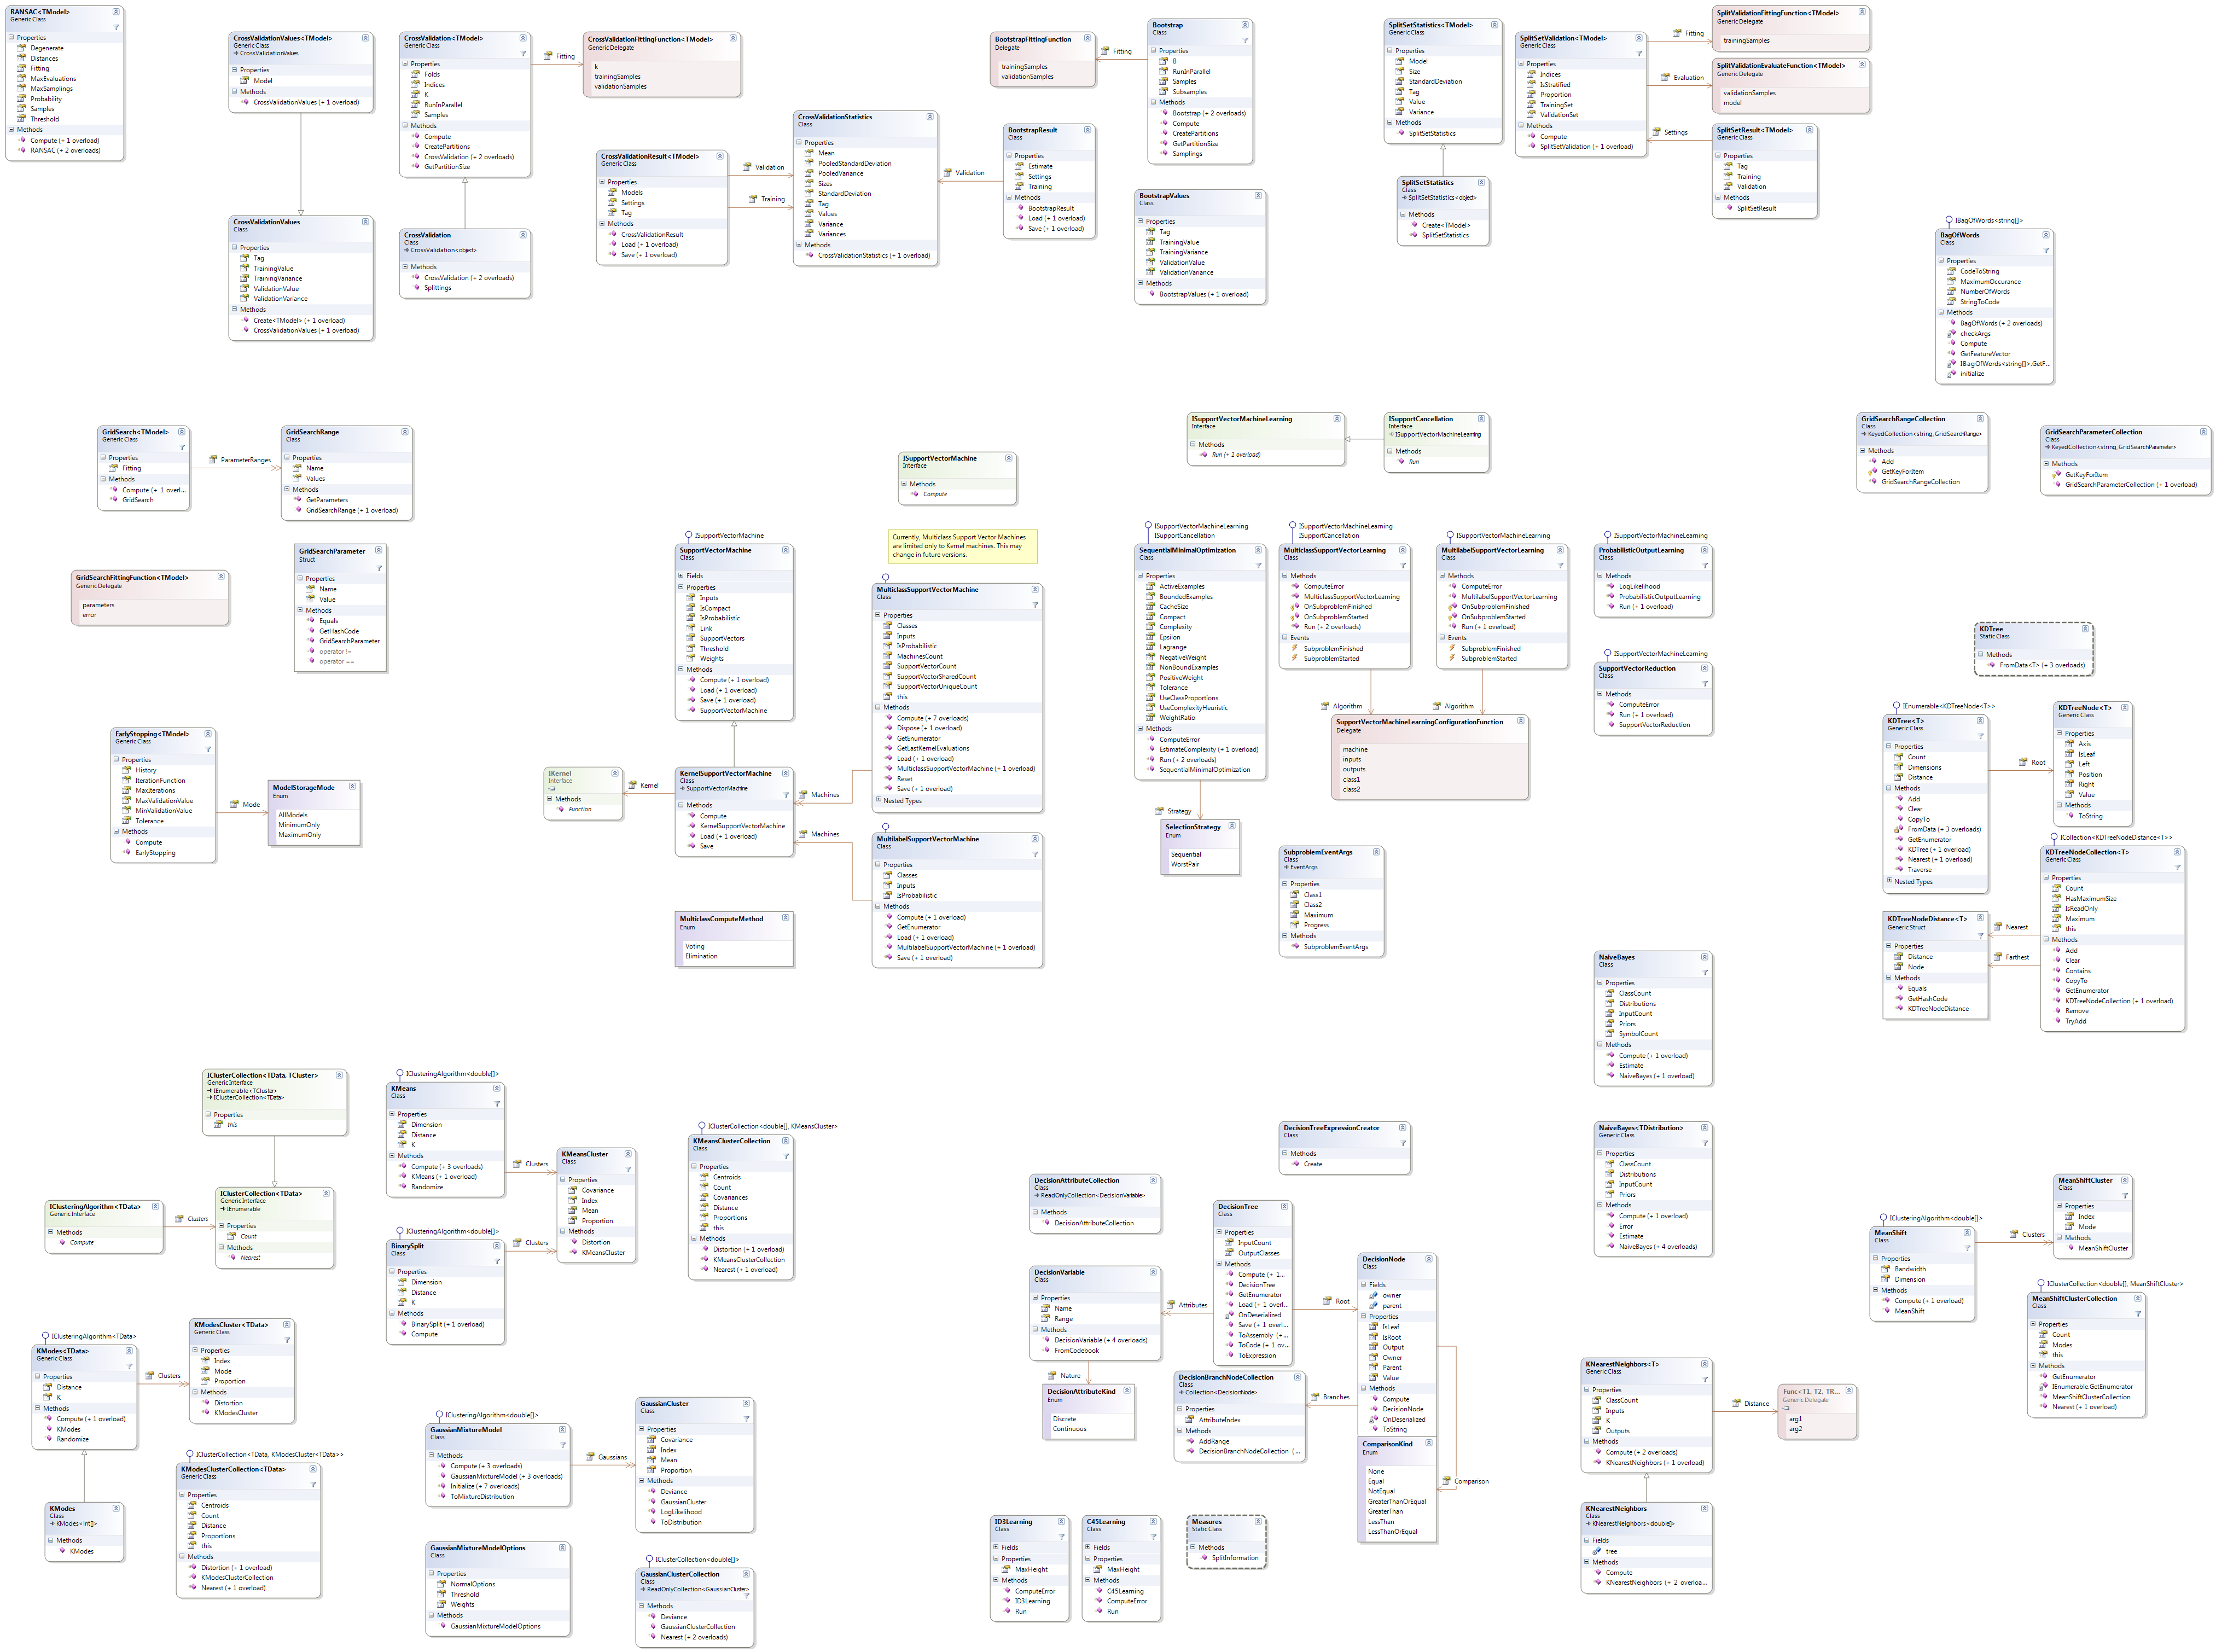 RANSAC<TModel>
Generic Class
Properties
Degenerate
Distances
Fitting
MaxEvaluations
MaxSamplings
Probability
Samples
Threshold
Methods
Compute (+ 1 overload)
RANSAC (+ 2 overloads)
CrossValidationValues<TModel>
Generic Class
CrossValidationValues
Properties
Model
Methods
CrossValidationValues (+ 1 overload)
CrossValidationValues
Class
Properties
Tag
TrainingValue
TrainingVariance
ValidationValue
ValidationVariance
Methods
Create<TModel> (+ 1 overload)
CrossValidationValues (+ 1 overload)
CrossValidation<TModel>
Generic Class
Properties
Folds
Indices
K
RunInParallel
Samples
Methods
Compute
CreatePartitions
CrossValidation (+ 2 overloads)
GetPartitionSize
Fitting
CrossValidationFittingFunction<TModel>
Generic Delegate
k
trainingSamples
validationSamples
CrossValidation
Class
CrossValidation<object>
Methods
CrossValidation (+ 2 overloads)
Splittings
CrossValidationResult<TModel>
Generic Class
Properties
Models
Settings
Tag
Methods
CrossValidationResult
Load (+ 1 overload)
Save (+ 1 overload)
Validation
Training
CrossValidationStatistics
Class
Properties
Mean
PooledStandardDeviation
PooledVariance
Sizes
StandardDeviation
Tag
Values
Variance
Variances
Methods
CrossValidationStatistics (+ 1 overload)
Validation
BootstrapFittingFunction
Delegate
trainingSamples
validationSamples
Fitting
BootstrapResult
Class
Properties
Estimate
Settings
Training
Methods
BootstrapResult
Load (+ 1 overload)
Save (+ 1 overload)
Bootstrap
Class
Properties
B
RunInParallel
Samples
Subsamples
Methods
Bootstrap (+ 2 overloads)
Compute
CreatePartitions
GetPartitionSize
Samplings
BootstrapValues
Class
Properties
Tag
TrainingValue
TrainingVariance
ValidationValue
ValidationVariance
Methods
BootstrapValues (+ 1 overload)
SplitSetStatistics<TModel>
Generic Class
Properties
Model
Size
StandardDeviation
Tag
Value
Variance
Methods
SplitSetStatistics
SplitSetStatistics
Class
SplitSetStatistics<object>
Methods
Create<TModel>
SplitSetStatistics
SplitSetValidation<TModel>
Generic Class
Properties
Indices
IsStratified
Proportion
TrainingSet
ValidationSet
Methods
Compute
SplitSetValidation (+ 1 overload)
Fitting
Evaluation
Settings
SplitValidationFittingFunction<TModel>
Generic Delegate
trainingSamples
SplitValidationEvaluateFunction<TModel>
Generic Delegate
validationSamples
model
SplitSetResult<TModel>
Generic Class
Properties
Tag
Training
Validation
Methods
SplitSetResult
IBagOfWords<string[]>
BagOfWords
Class
Properties
CodeToString
MaximumOccurance
NumberOfWords
StringToCode
Methods
BagOfWords (+ 2 overloads)
checkArgs
Compute
GetFeatureVector
IBagOfWords<string[]>.GetF...
initialize
GridSearch<TModel>
Generic Class
Properties
Fitting
Methods
Compute (+ 1 overl...
GridSearch
ParameterRanges
GridSearchRange
Class
Properties
Name
Values
Methods
GetParameters
GridSearchRange (+ 1 overload)
GridSearchFittingFunction<TModel>
Generic Delegate
parameters
error
GridSearchParameter
Struct
Properties
Name
Value
Methods
Equals
GetHashCode
GridSearchParameter
operator !=
operator ==
EarlyStopping<TModel>
Generic Class
Properties
History
IterationFunction
MaxIterations
MaxValidationValue
MinValidationValue
Tolerance
Methods
Compute
EarlyStopping
Mode
ModelStorageMode
Enum
AllModels
MinimumOnly
MaximumOnly
ISupportVectorMachine
Interface
Methods
Compute
ISupportVectorMachineLearning
Interface
Methods
Run (+ 1 overload)
ISupportCancellation
Interface
ISupportVectorMachineLearning
Methods
Run
GridSearchRangeCollection
Class
KeyedCollection<string, GridSearchRange>
Methods
Add
GetKeyForItem
GridSearchRangeCollection
GridSearchParameterCollection
Class
KeyedCollection<string, GridSearchParameter>
Methods
GetKeyForItem
GridSearchParameterCollection (+ 1 overload)
ISupportVectorMachine
SupportVectorMachine
Class
Fields
Properties
Inputs
IsCompact
IsProbabilistic
Link
SupportVectors
Threshold
Weights
Methods
Compute (+ 1 overload)
Load (+ 1 overload)
Save (+ 1 overload)
SupportVectorMachine
Currently, Multiclass Support Vector Machines
are limited only to Kernel machines. This may
change in future versions.
MulticlassSupportVectorMachine
Class
Properties
Classes
Inputs
IsProbabilistic
MachinesCount
SupportVectorCount
SupportVectorSharedCount
SupportVectorUniqueCount
this
Methods
Compute (+ 7 overloads)
Dispose (+ 1 overload)
GetEnumerator
GetLastKernelEvaluations
Load (+ 1 overload)
MulticlassSupportVectorMachine (+ 1 overload)
Reset
Save (+ 1 overload)
Nested Types
IKernel
Interface
Methods
Function
Kernel
KernelSupportVectorMachine
Class
SupportVectorMachine
Methods
Compute
KernelSupportVectorMachine
Load (+ 1 overload)
Save
Machines
Machines
MultilabelSupportVectorMachine
Class
Properties
Classes
Inputs
IsProbabilistic
Methods
Compute (+ 1 overload)
GetEnumerator
Load (+ 1 overload)
MultilabelSupportVectorMachine (+ 1 overload)
Save (+ 1 overload)
MulticlassComputeMethod
Enum
Voting
Elimination
ISupportVectorMachineLearning
ISupportCancellation
SequentialMinimalOptimization
Class
Properties
ActiveExamples
BoundedExamples
CacheSize
Compact
Complexity
Epsilon
Lagrange
NegativeWeight
NonBoundExamples
PositiveWeight
Tolerance
UseClassProportions
UseComplexityHeuristic
WeightRatio
Methods
ComputeError
EstimateComplexity (+ 1 overload)
Run (+ 2 overloads)
SequentialMinimalOptimization
Strategy
SelectionStrategy
Enum
Sequential
WorstPair
ISupportVectorMachineLearning
ISupportCancellation
MulticlassSupportVectorLearning
Class
Methods
ComputeError
MulticlassSupportVectorLearning
OnSubproblemFinished
OnSubproblemStarted
Run (+ 2 overloads)
Events
SubproblemFinished
SubproblemStarted
Algorithm
ISupportVectorMachineLearning
MultilabelSupportVectorLearning
Class
Methods
ComputeError
MultilabelSupportVectorLearning
OnSubproblemFinished
OnSubproblemStarted
Run (+ 1 overload)
Events
SubproblemFinished
SubproblemStarted
Algorithm
SupportVectorMachineLearningConfigurationFunction
Delegate
machine
inputs
outputs
class1
class2
SubproblemEventArgs
Class
EventArgs
Properties
Class1
Class2
Maximum
Progress
Methods
SubproblemEventArgs
ISupportVectorMachineLearning
ProbabilisticOutputLearning
Class
Methods
LogLikelihood
ProbabilisticOutputLearning
Run (+ 1 overload)
ISupportVectorMachineLearning
SupportVectorReduction
Class
Methods
ComputeError
Run (+ 1 overload)
SupportVectorReduction
KDTree
Static Class
Methods
FromData<T> (+ 3 overloads)
IEnumerable<KDTreeNode<T>>
KDTree<T>
Generic Class
Properties
Count
Dimensions
Distance
Methods
Add
Clear
CopyTo
FromData (+ 3 overloads)
GetEnumerator
KDTree (+ 1 overload)
Nearest (+ 1 overload)
Traverse
Nested Types
Root
KDTreeNode<T>
Generic Class
Properties
Axis
IsLeaf
Left
Position
Right
Value
Methods
ToString
ICollection<KDTreeNodeDistance<T>>
KDTreeNodeCollection<T>
Generic Class
Properties
Count
HasMaximumSize
IsReadOnly
Maximum
this
Methods
Add
Clear
Contains
CopyTo
GetEnumerator
KDTreeNodeCollection (+ 1 overload)
Remove
TryAdd
Nearest
Farthest
KDTreeNodeDistance<T>
Generic Struct
Properties
Distance
Node
Methods
Equals
GetHashCode
KDTreeNodeDistance
NaiveBayes
Class
Properties
ClassCount
Distributions
InputCount
Priors
SymbolCount
Methods
Compute (+ 1 overload)
Estimate
NaiveBayes (+ 1 overload)
IClusterCollection<TData, TCluster>
Generic Interface
IEnumerable<TCluster>
IClusterCollection<TData>
Properties
this
IClusteringAlgorithm<TData>
Generic Interface
Methods
Compute
Clusters
IClusterCollection<TData>
Generic Interface
IEnumerable
Properties
Count
Methods
Nearest
IClusteringAlgorithm<double[]>
KMeans
Class
Properties
Dimension
Distance
K
Methods
Compute (+ 3 overloads)
KMeans (+ 1 overload)
Randomize
Clusters
IClusteringAlgorithm<double[]>
BinarySplit
Class
Properties
Dimension
Distance
K
Methods
BinarySplit (+ 1 overload)
Compute
Clusters
KMeansCluster
Class
Properties
Covariance
Index
Mean
Proportion
Methods
Distortion
KMeansCluster
IClusterCollection<double[], KMeansCluster>
KMeansClusterCollection
Class
Properties
Centroids
Count
Covariances
Distance
Proportions
this
Methods
Distortion (+ 1 overload)
KMeansClusterCollection
Nearest (+ 1 overload)
IClusteringAlgorithm<TData>
KModes<TData>
Generic Class
Properties
Distance
K
Methods
Compute (+ 1 overload)
KModes
Randomize
Clusters
KModesCluster<TData>
Generic Class
Properties
Index
Mode
Proportion
Methods
Distortion
KModesCluster
KModes
Class
KModes<int[]>
Methods
KModes
IClusterCollection<TData, KModesCluster<TData>>
KModesClusterCollection<TData>
Generic Class
Properties
Centroids
Count
Distance
Proportions
this
Methods
Distortion (+ 1 overload)
KModesClusterCollection
Nearest (+ 1 overload)
IClusteringAlgorithm<double[]>
GaussianMixtureModel
Class
Methods
Compute (+ 3 overloads)
GaussianMixtureModel (+ 3 overloads)
Initialize (+ 7 overloads)
ToMixtureDistribution
Gaussians
GaussianCluster
Class
Properties
Covariance
Index
Mean
Proportion
Methods
Deviance
GaussianCluster
LogLikelihood
ToDistribution
GaussianMixtureModelOptions
Class
Properties
NormalOptions
Threshold
Weights
Methods
GaussianMixtureModelOptions
IClusterCollection<double[]>
GaussianClusterCollection
Class
ReadOnlyCollection<GaussianCluster>
Methods
Deviance
GaussianClusterCollection
Nearest (+ 2 overloads)
DecisionTreeExpressionCreator
Class
Methods
Create
DecisionAttributeCollection
Class
ReadOnlyCollection<DecisionVariable>
Methods
DecisionAttributeCollection
DecisionVariable
Class
Properties
Name
Range
Methods
DecisionVariable (+ 4 overloads)
FromCodebook
Nature
DecisionAttributeKind
Enum
Discrete
Continuous
Attributes
DecisionTree
Class
Properties
InputCount
OutputClasses
Methods
Compute (+ 1...
DecisionTree
GetEnumerator
Load (+ 1 overl...
OnDeserialized
Save (+ 1 overl...
ToAssembly (+...
ToCode (+ 1 ov...
ToExpression
Root
DecisionBranchNodeCollection
Class
Collection<DecisionNode>
Properties
AttributeIndex
Methods
AddRange
DecisionBranchNodeCollection (...
Branches
DecisionNode
Class
Fields
owner
parent
Properties
IsLeaf
IsRoot
Output
Owner
Parent
Value
Methods
Compute
DecisionNode
OnDeserialized
ToString
Comparison
ComparisonKind
Enum
None
Equal
NotEqual
GreaterThanOrEqual
GreaterThan
LessThan
LessThanOrEqual
ID3Learning
Class
Fields
Properties
MaxHeight
Methods
ComputeError
ID3Learning
Run
C45Learning
Class
Fields
Properties
MaxHeight
Methods
C45Learning
ComputeError
Run
Measures
Static Class
Methods
SplitInformation
NaiveBayes<TDistribution>
Generic Class
Properties
ClassCount
Distributions
InputCount
Priors
Methods
Compute (+ 1 overload)
Error
Estimate
NaiveBayes (+ 4 overloads)
KNearestNeighbors<T>
Generic Class
Properties
ClassCount
Inputs
K
Outputs
Methods
Compute (+ 2 overloads)
KNearestNeighbors (+ 1 overload)
Distance
Func<T1, T2, TR...
Generic Delegate
arg1
arg2
KNearestNeighbors
Class
KNearestNeighbors<double[]>
Fields
tree
Methods
Compute
KNearestNeighbors (+ 2 overloa...
IClusteringAlgorithm<double[]>
MeanShift
Class
Properties
Bandwidth
Dimension
Methods
Compute (+ 1 overload)
MeanShift
Clusters
MeanShiftCluster
Class
Properties
Index
Mode
Methods
MeanShiftCluster
IClusterCollection<double[], MeanShiftCluster>
MeanShiftClusterCollection
Class
Properties
Count
Modes
this
Methods
GetEnumerator
IEnumerable.GetEnumerator
MeanShiftClusterCollection
Nearest (+ 1 overload)